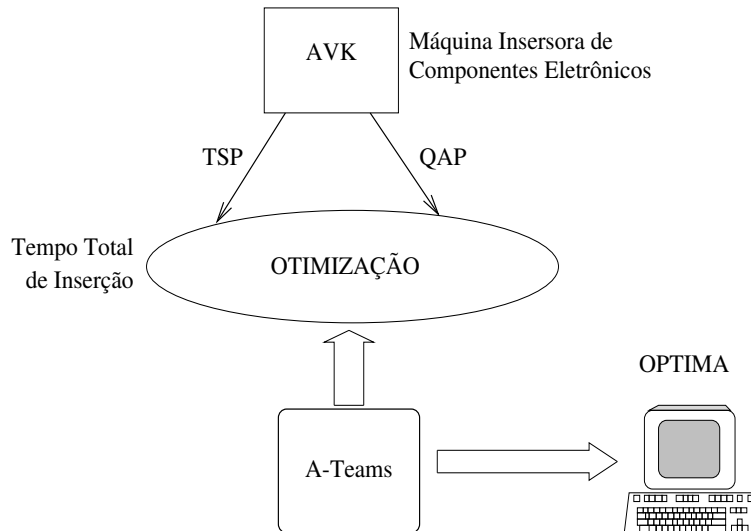 AVK
Máquina Insersora de
Componentes Eletrônicos
TSP
QAP
Tempo Total
de Inserção
OTIMIZAÇÃO
OPTIMA
A-Teams